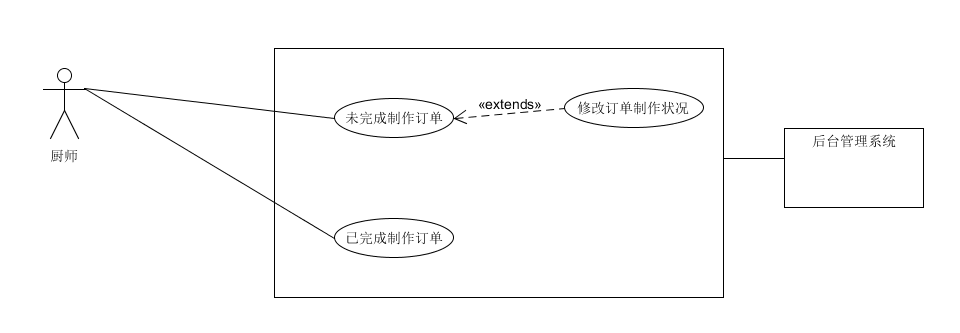 «extends»
未完成制作订单
修改订单制作状况
后台管理系统
厨师
已完成制作订单